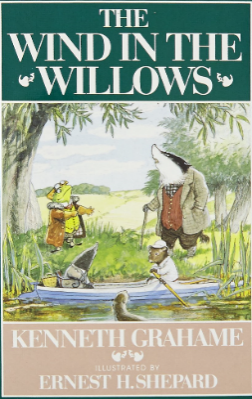 THE
WIND IN THE
WILLOWS
KENNETH GRAHAME
ILLUSTRATED BY
ERNEST H. SHEPARD